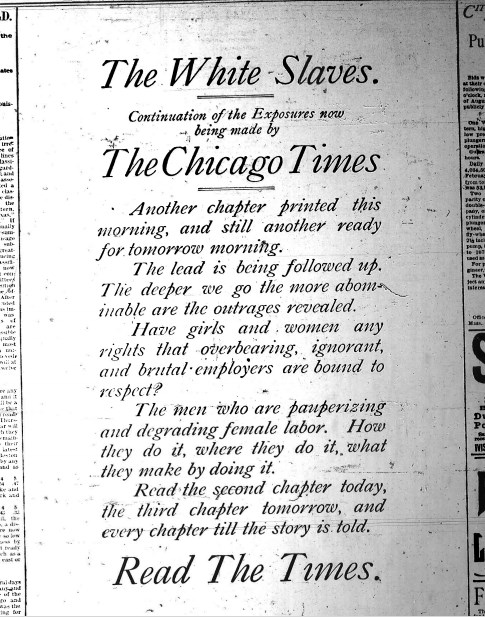 The White Slaves.
Continuation of the Exposures now
being made by
The Chicago Times
Another chapter printed this
morning, and still another ready
for tomorrow morning.
The lead is being followed up.
The deeper we go the more abom-
inable are the outrages revealed.
Have girls and women any
rights that overbearing, ignorant,
and brutal employers are bound to
respect?
The men who are pauperizing
and degrading female labor. How
they do it, where they do it, what
they make by doing it.
Read the second chapter today,
the third chapter tomorrow, and
every chapter till the story is told.
Read The Times.